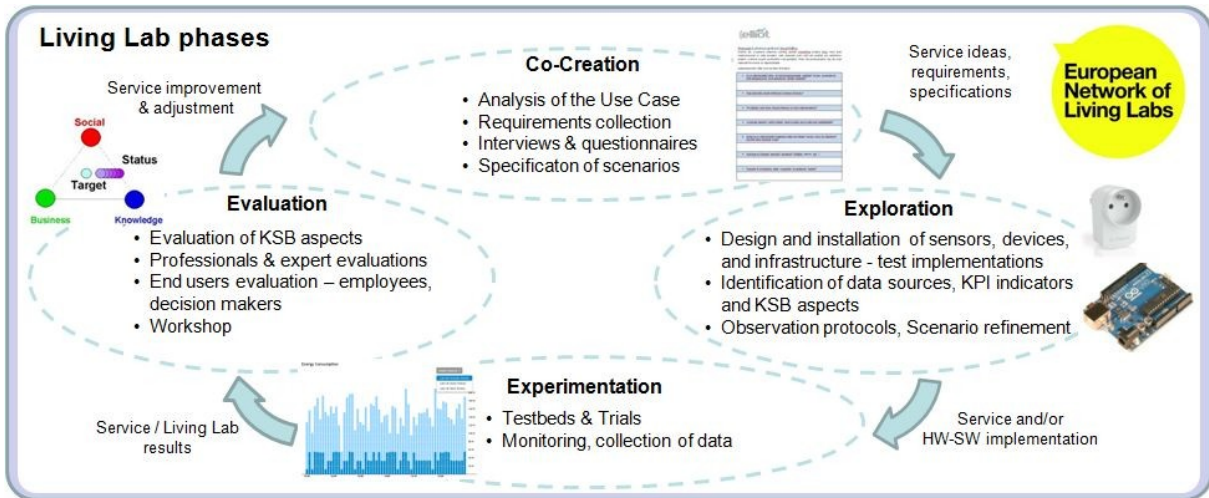 Living Lab phases
Co-Creation
• Analysis of the Use Case
• Requirements collection
• Interviews & questionnaires
• Specificaton of scenarios
Service ideas,
requirements,
specifications
European
Network of
Living Labs
Service improvement
& adjustment
Social
Status
Target
Business
Knowledge
Evaluation
• Evaluation of KSB aspects
• Professionals & expert evaluations
• End users evaluation – employees,
decision makers
• Workshop
Exploration
• Design and installation of sensors, devices,
and infrastructure - test implementations
• Identification of data sources, KPI indicators
and KSB aspects
• Observation protocols, Scenario refinement
Energy Consumption
Experimentation
• Testbeds & Trials
• Monitoring, collection of data
Service / Living Lab
results
Service and/or
HW-SW implementation